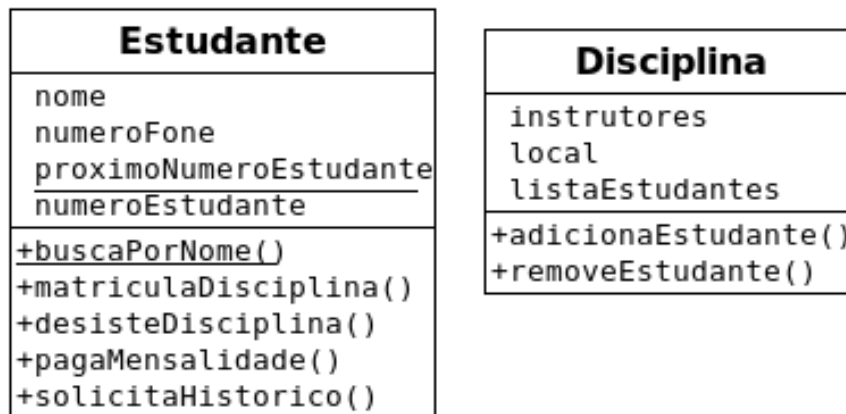 Estudante
nome
numeroFone
proximoNumeroEstudante
numeroEstudante
+buscaPorNome()
+matriculaDisciplina()
+desisteDisciplina()
+pagaMensalidade()
+solicitaHistorico()
Disciplina
instrutores
local
listaEstudantes
+adicionaEstudante()
+removeEstudante()